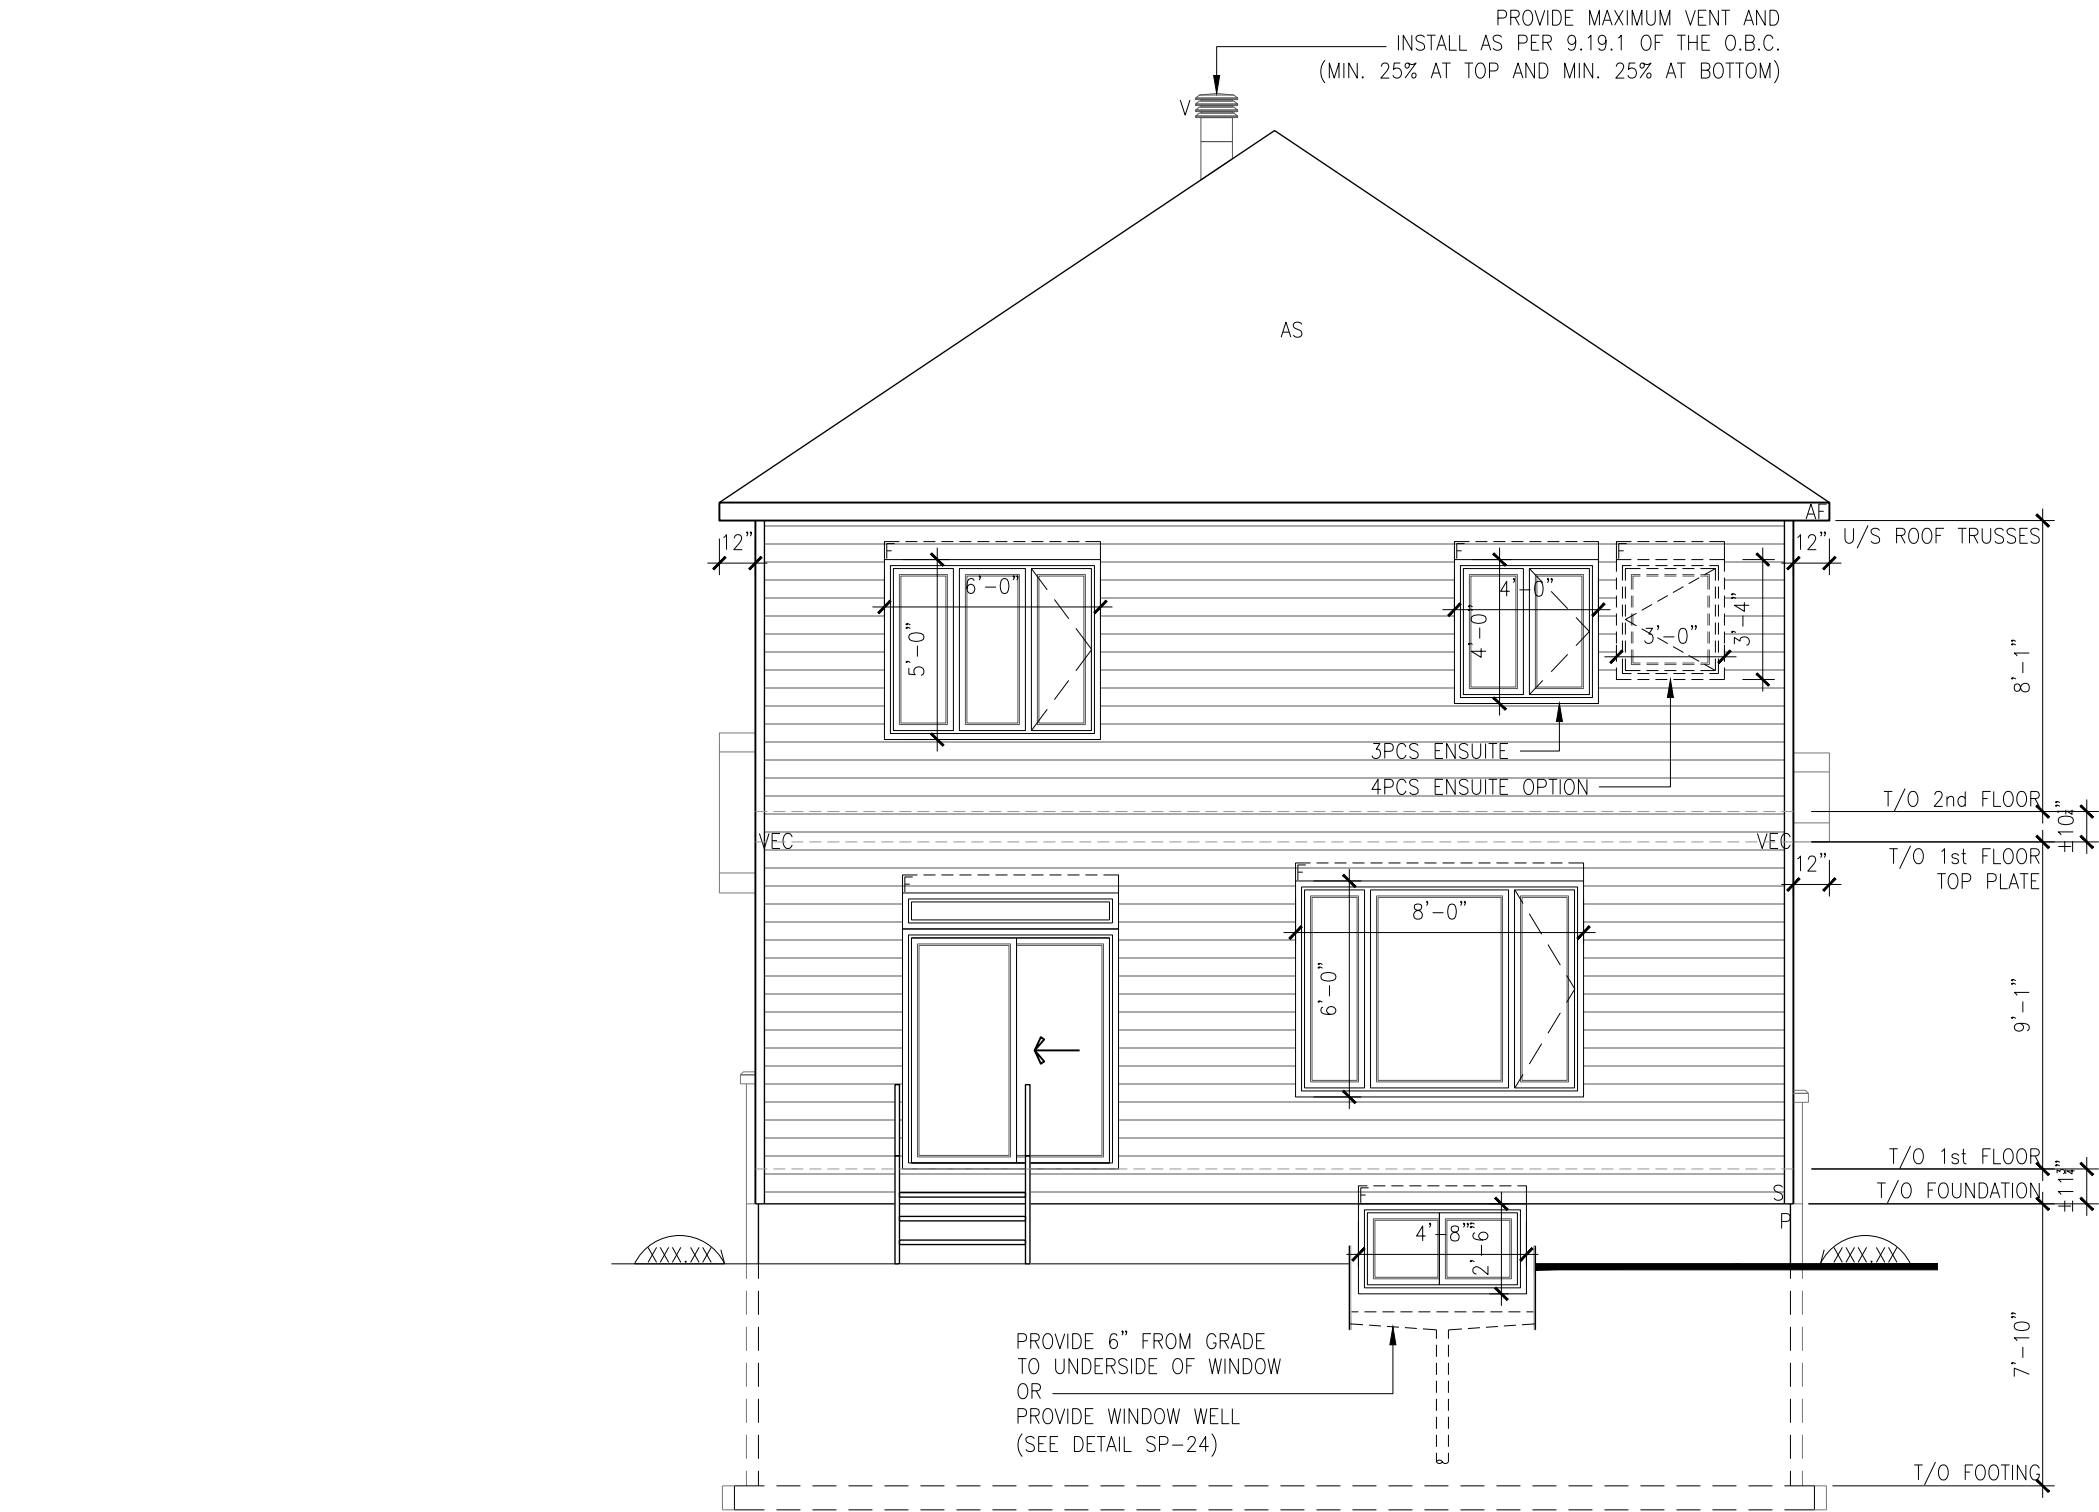 PROVIDE MAXIMUM VENT AND
INSTALL AS PER 9.19.1 OF THE O.B.C.
(MIN. 25% AT TOP AND MIN. 25% AT BOTTOM)
V
AS
AF
U/S ROOF TRUSSES
12"
12"
F
F
F
6'-0"
5'-0"
4'-0"
4'-0"
3'-0"
3'-4"
8'-1"
3PCS ENSUITE
4PCS ENSUITE OPTION
T/O 2nd FLOOR
VEC
VEC
T/O 1st FLOOR
TOP PLATE
12"
F
F
8'-0"
6'-0"
9'-1"
T/O 1st FLOOR
T/O FOUNDATION
S
P
F
4'-8"
2'-6"
XXX.XX
XXX.XX
PROVIDE 6" FROM GRADE
TO UNDERSIDE OF WINDOW
OR
PROVIDE WINDOW WELL
(SEE DETAIL SP-24)
7'-10"
T/O FOOTING